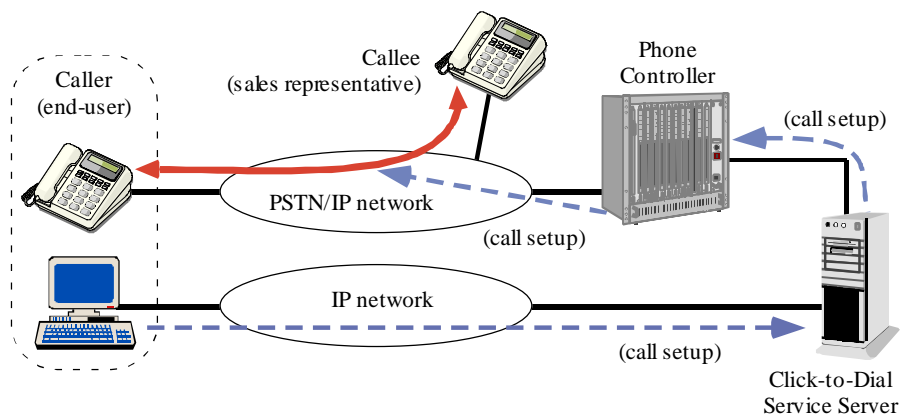 Caller
(end-user)
Callee
(sales representative)
Phone
Controller
(call setup)
PSTN/IP network
(call setup)
IP network
(call setup)
Click-to-Dial
Service Server